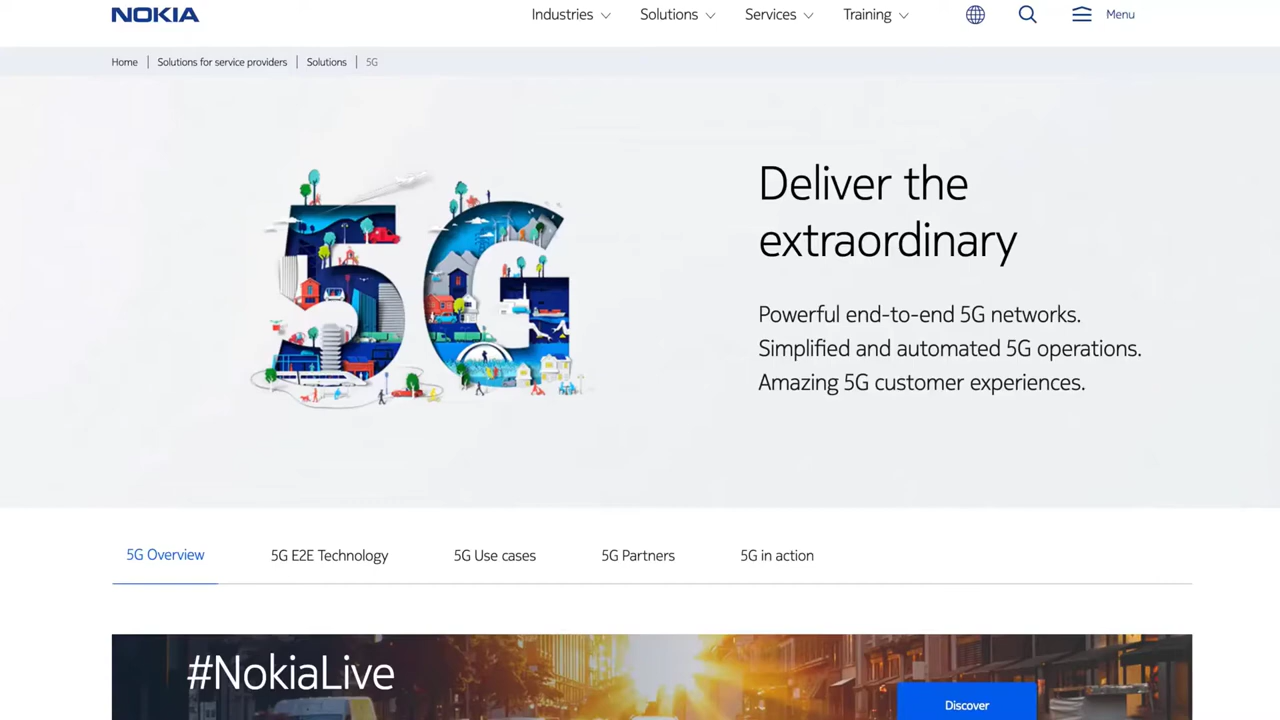 NOKIA
Industries
Solutions
Services
Training
Menu
Home
Solutions for service providers
Solutions
5G
5G
Deliver the
extraordinary
Powerful end-to-end 5G networks.
Simplified and automated 5G operations.
Amazing 5G customer experiences.
5G Overview
5G E2E Technology
5G Use cases
5G Partners
5G in action
#NokiaLive
Discover